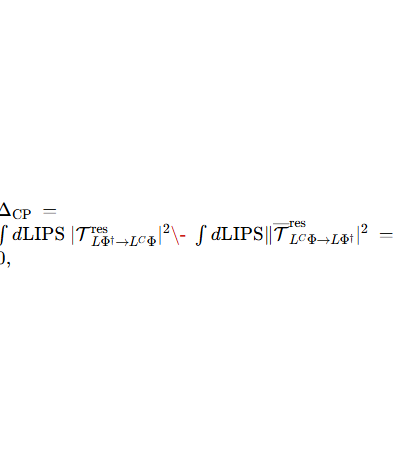 Δ_CP =
∫ dLIPS |𝒯^res_{LΦ†→L^CΦ}|²\- ∫ dLIPS‖𝒯̅^res_{L^CΦ→LΦ†}|² =
0,